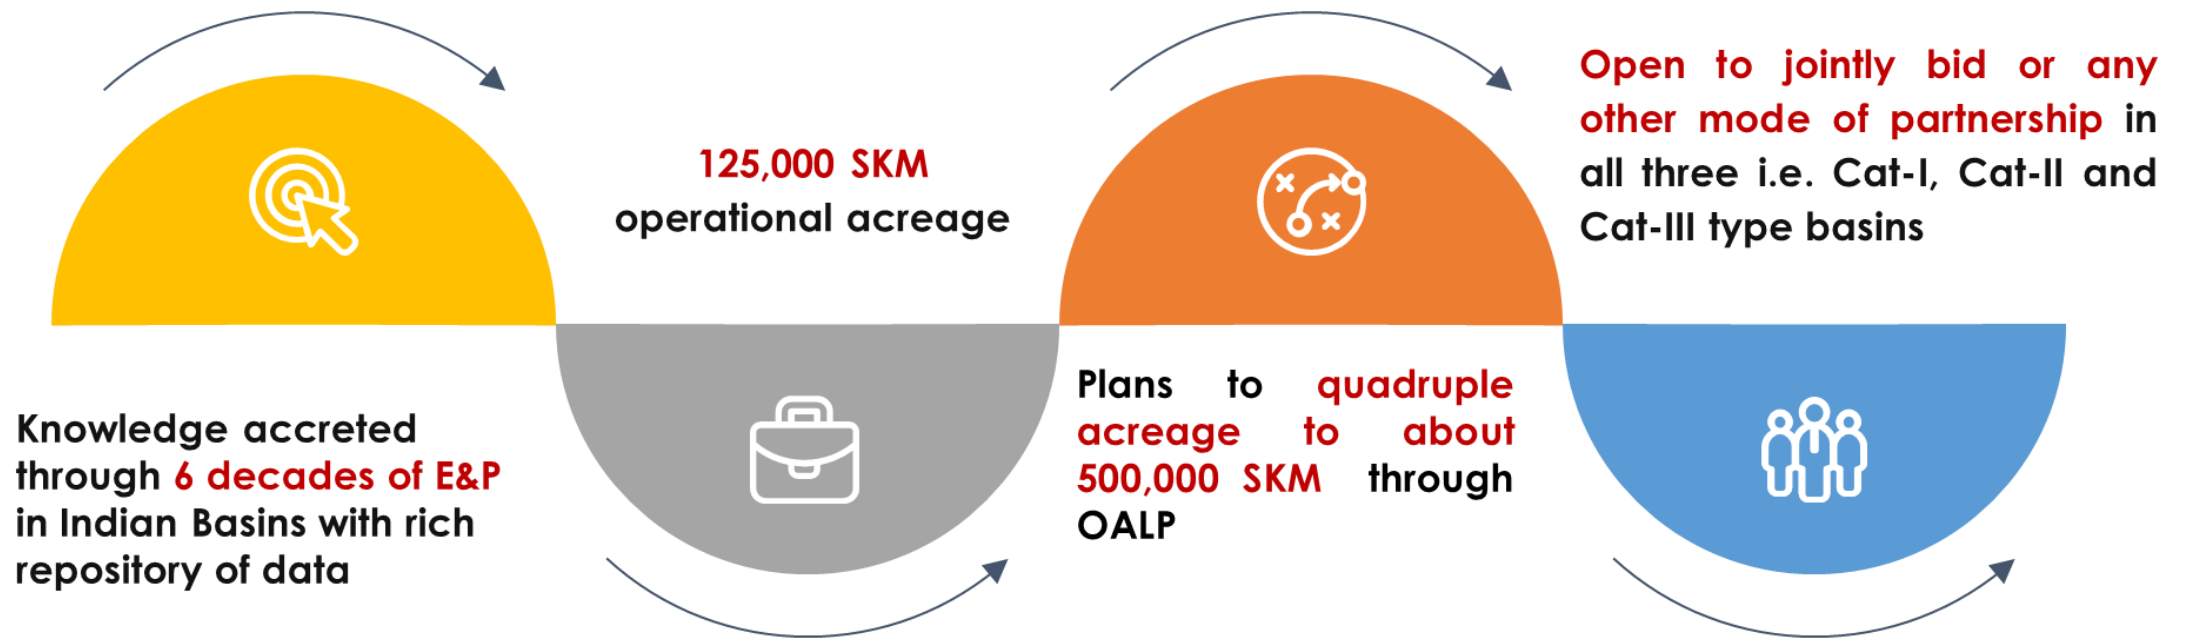 Knowledge accreted
through 6 decades of E&P
in Indian Basins with rich
repository of data
125,000 SKM
operational acreage
Plans to quadruple
acreage to about
500,000 SKM through
OALP
Open to jointly bid or any
other mode of partnership in
all three i.e. Cat-I, Cat-II and
Cat-III type basins